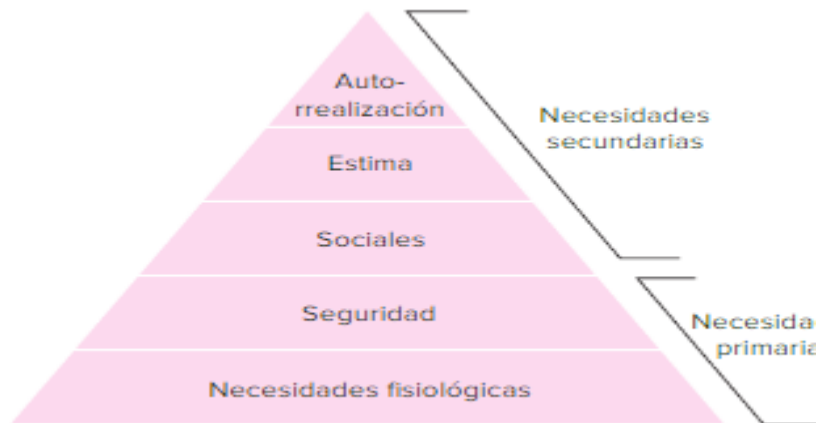 Auto-
rrealización
Necesidades
secundarias
Estima
Sociales
Seguridad
Necesida
primaria
Necesidades fisiológicas